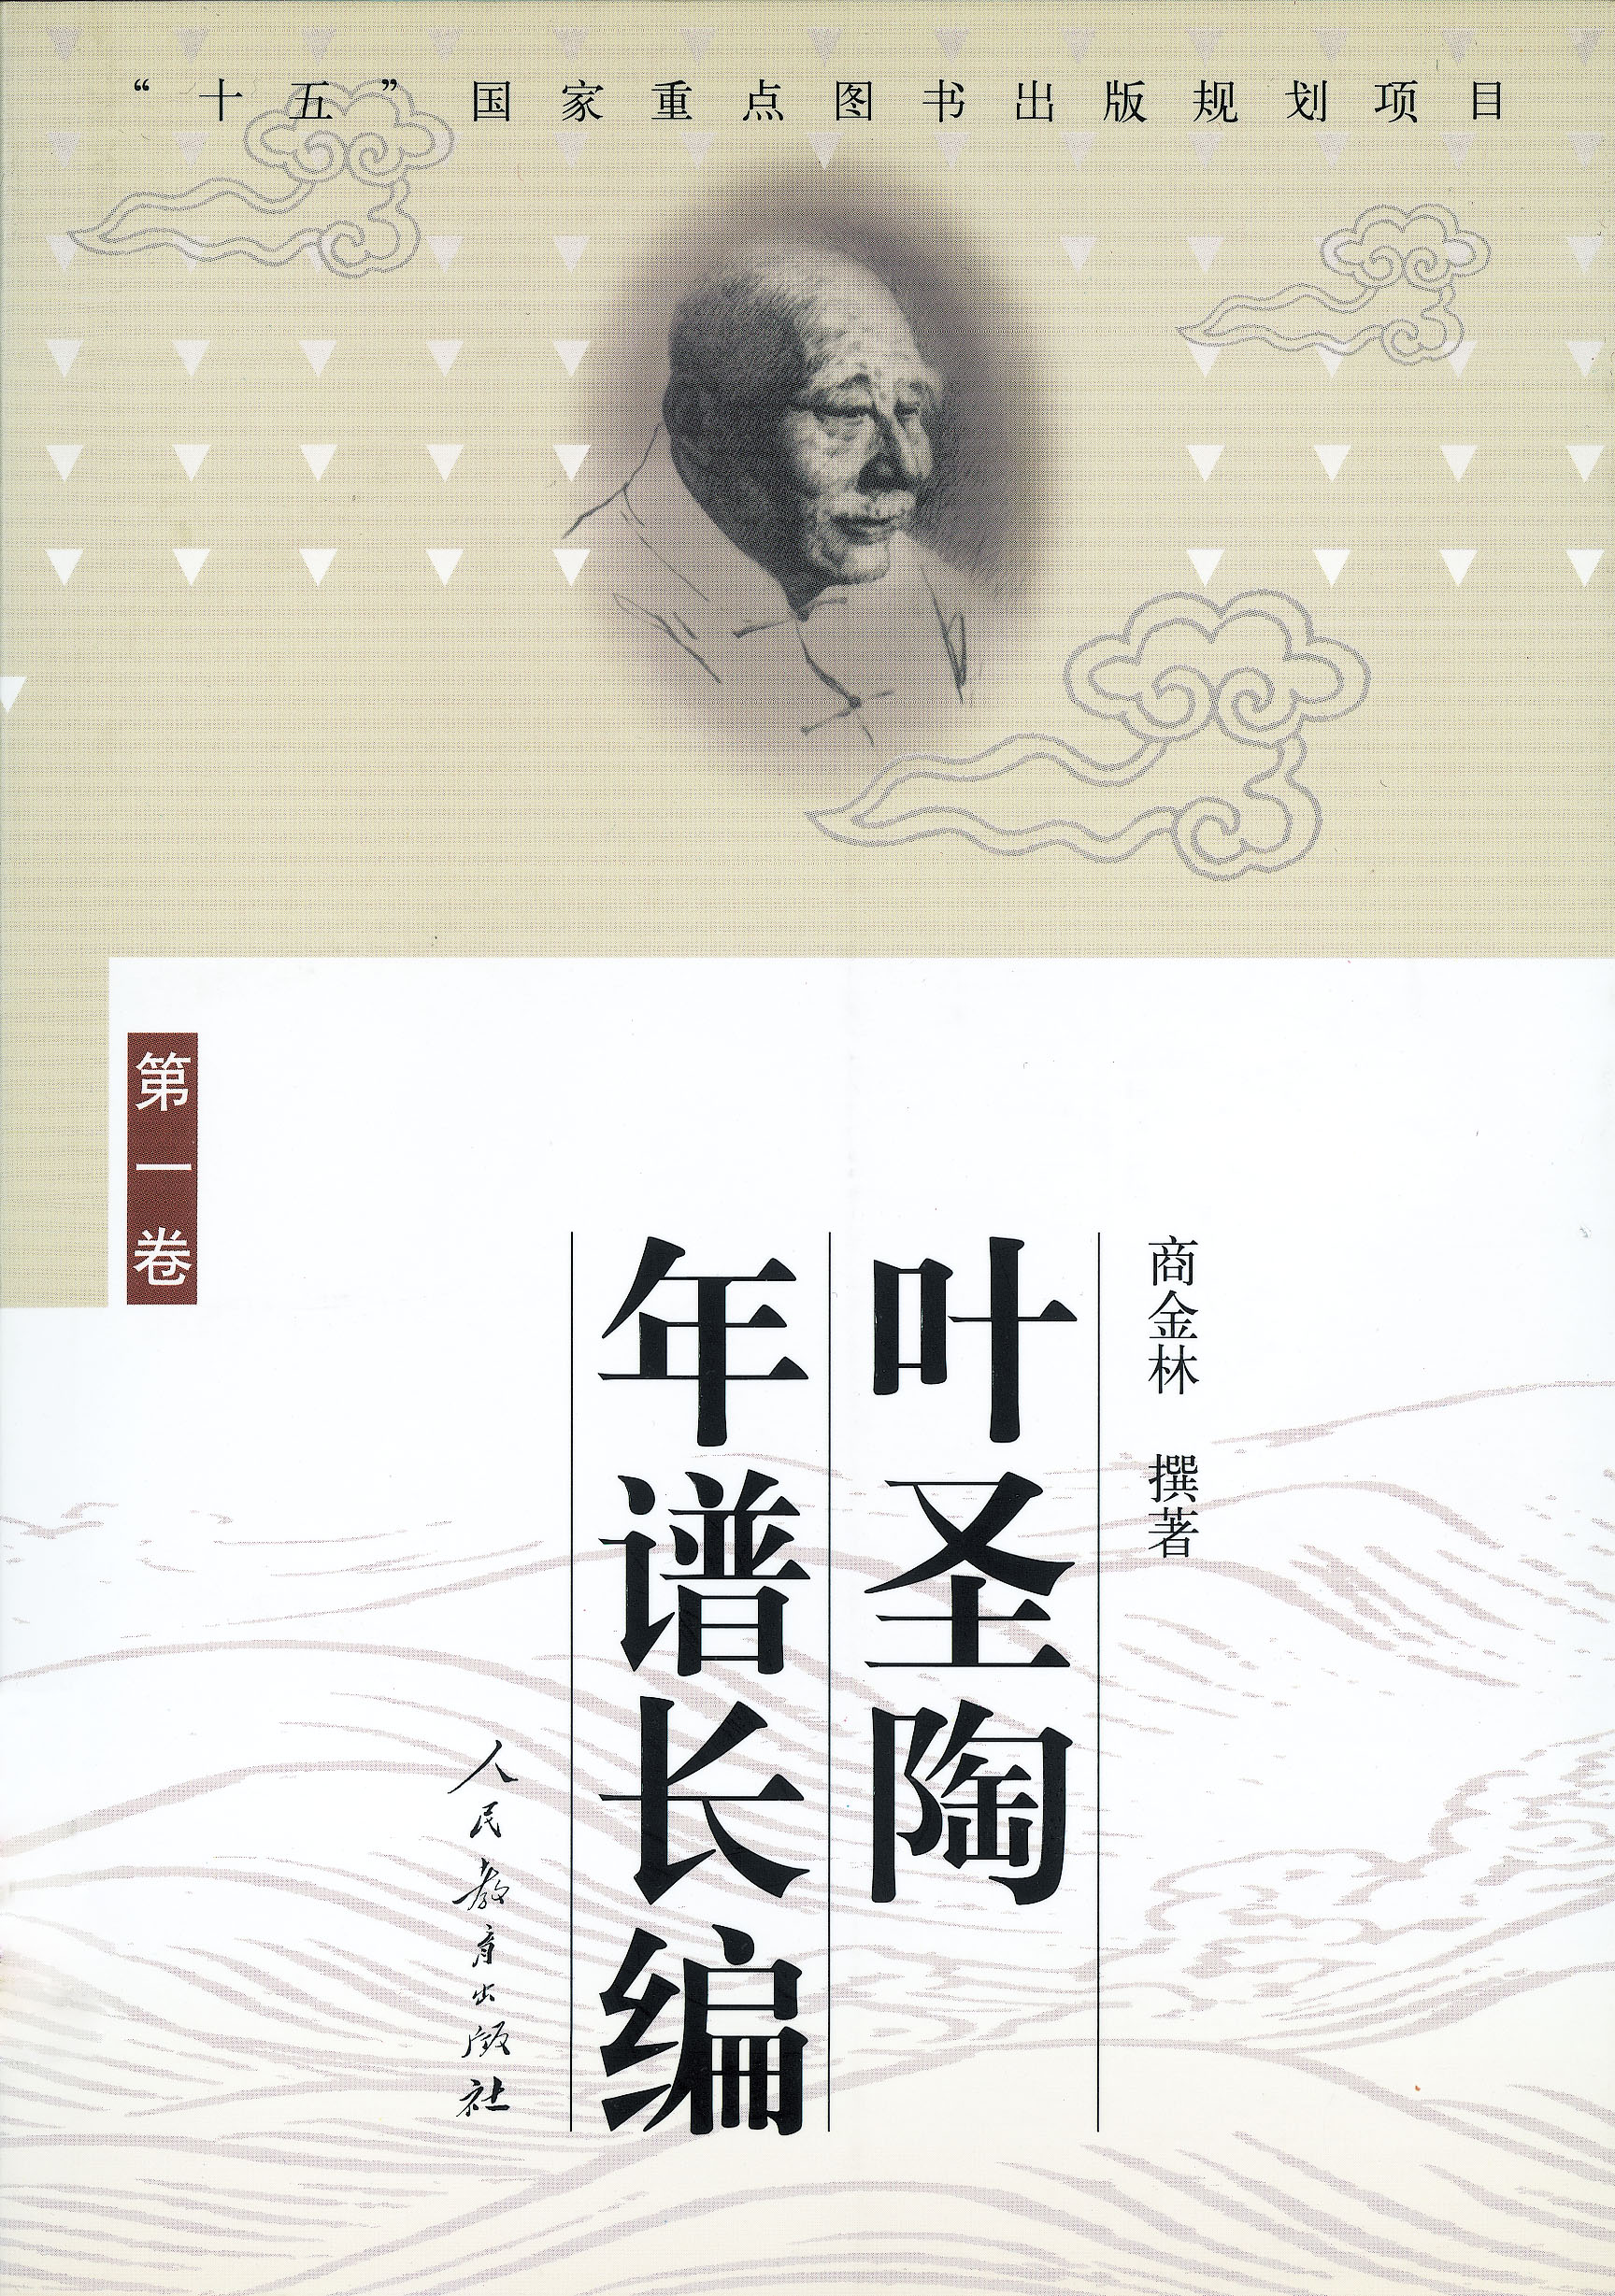 “十五”国家重点图书出版规划项目
商金林 撰著
叶圣陶
年谱长编
人民教育出版社
第一卷